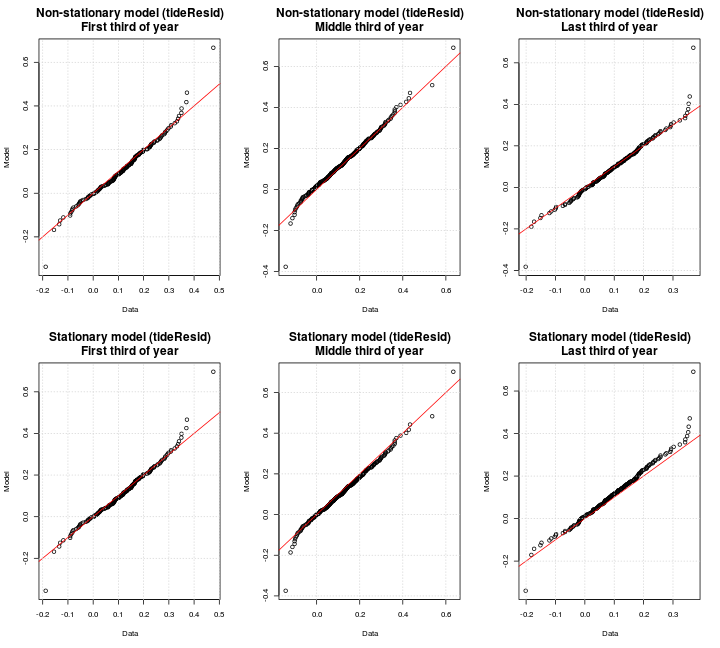 Non-stationary model (tideResid)
First third of year
Model
-0.2 0.0 0.2 0.4 0.6
-0.2 -0.1 0.0 0.1 0.2 0.3 0.4 0.5
Data
Non-stationary model (tideResid)
Middle third of year
Model
-0.4 -0.2 0.0 0.2 0.4 0.6
0.0 0.2 0.4 0.6
Data
Non-stationary model (tideResid)
Last third of year
Model
-0.4 -0.2 0.0 0.2 0.4 0.6
-0.2 -0.1 0.0 0.1 0.2 0.3
Data
Stationary model (tideResid)
First third of year
Model
-0.2 0.0 0.2 0.4 0.6
-0.2 -0.1 0.0 0.1 0.2 0.3 0.4 0.5
Data
Stationary model (tideResid)
Middle third of year
Model
-0.4 -0.2 0.0 0.2 0.4 0.6
0.0 0.2 0.4 0.6
Data
Stationary model (tideResid)
Last third of year
Model
-0.2 0.0 0.2 0.4 0.6
-0.2 -0.1 0.0 0.1 0.2 0.3
Data